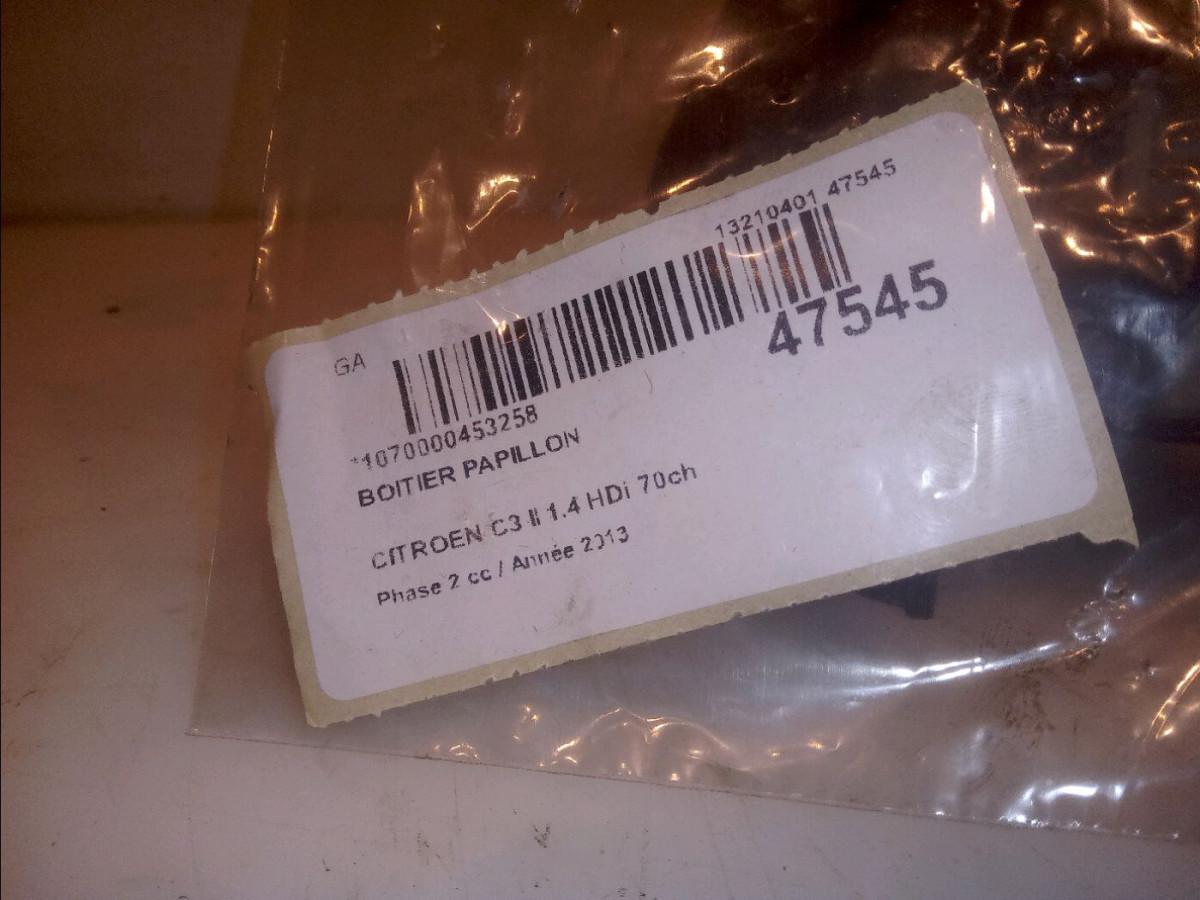 13210401 47545
GA
47545
*1070000453258
BOITIER PAPILLON
CITROEN C3 II 1.4 HDi 70ch
Phase 2 cc / Année 2013